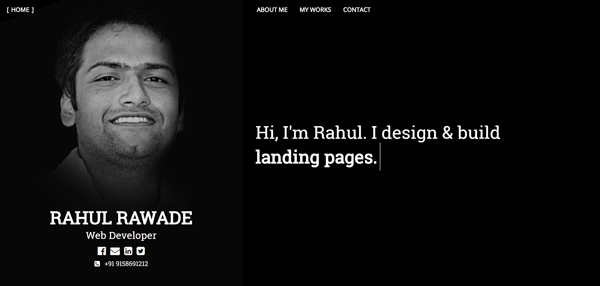 [ HOME ]
ABOUT ME MY WORKS CONTACT
Hi, I'm Rahul. I design & build
landing pages.
RAHUL RAWADE
Web Developer
+91 9158691212